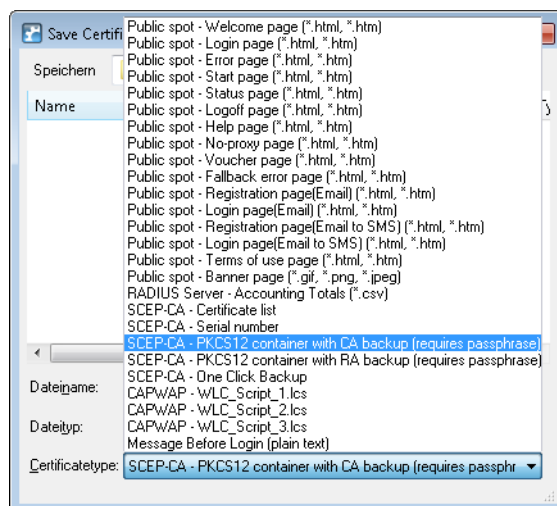 Save Certifi
Speichern
Name
Public spot - Welcome page (*.html, *.htm)
Public spot - Login page (*.html, *.htm)
Public spot - Error page (*.html, *.htm)
Public spot - Start page (*.html, *.htm)
Public spot - Status page (*.html, *.htm)
Public spot - Logoff page (*.html, *.htm)
Public spot - Help page (*.html, *.htm)
Public spot - No-proxy page (*.html, *.htm)
Public spot - Voucher page (*.html, *.htm)
Public spot - Fallback error page (*.html, *.htm)
Public spot - Registration page(Email) (*.html, *.htm)
Public spot - Login page(Email) (*.html, *.htm)
Public spot - Registration page(Email to SMS) (*.html, *.htm)
Public spot - Login page(Email to SMS) (*.html, *.htm)
Public spot - Terms of use page (*.html, *.htm)
Public spot - Banner page (*.gif, *.png, *.jpeg)
RADIUS Server - Accounting Totals (*.csv)
SCEP-CA - Certificate list
SCEP-CA - Serial number
SCEP-CA - PKCS12 container with CA backup (requires passphrase)
SCEP-CA - PKCS12 container with RA backup (requires passphrase)
SCEP-CA - One Click Backup
CAPWAP - WLC_Script_1.lcs
CAPWAP - WLC_Script_2.lcs
CAPWAP - WLC_Script_3.lcs
Message Before Login (plain text)
Dateiname:
Dateityp:
Certificatetype: SCEP-CA - PKCS12 container with CA backup (requires passphr